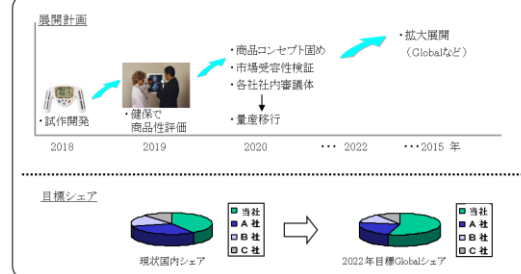 展開計画
・拡大展開
(Globalなど)
・商品コンセプト固め
・市場受容性検証
・各社社内審議体
・量産移行
・試作開発
・健保で
商品性評価
2018
2019
2020
・・・ 2022
・・・2015 年
目標シェア
当社
A 社
B 社
C 社
現状国内シェア
当社
A 社
B 社
C 社
2022年目標Globalシェア